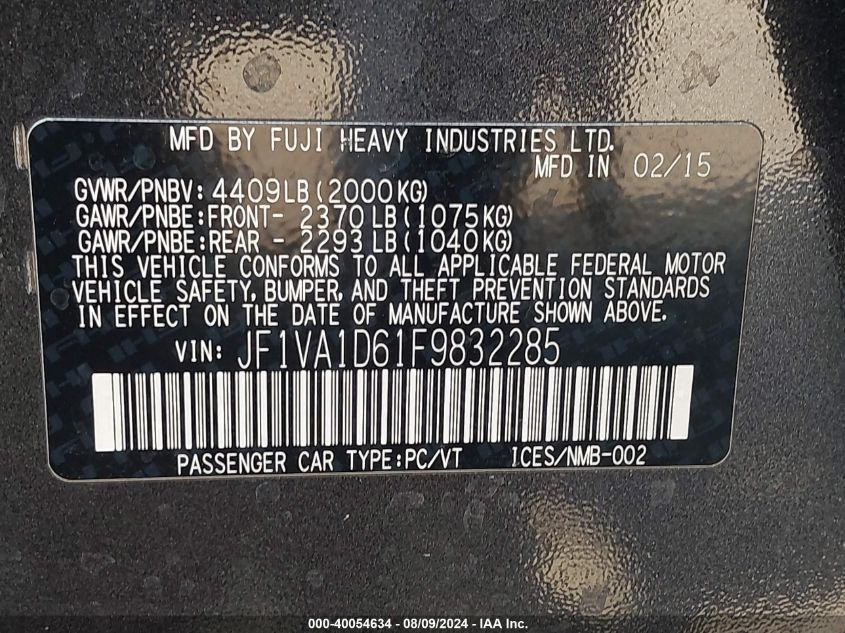 MFD BY FUJI HEAVY INDUSTRIES LTD.
MFD IN 02/15
GVWR/PNBV: 4409LB(2000KG)
GAWR/PNBE:FRONT- 2370LB(1075KG)
GAWR/PNBE:REAR - 2293LB(1040KG)
THIS VEHICLE CONFORMS TO ALL APPLICABLE FEDERAL MOTOR
VEHICLE SAFETY, BUMPER, AND THEFT PREVENTION STANDARDS
IN EFFECT ON THE DATE OF MANUFACTURE SHOWN ABOVE.
VIN: JF1VA1D61F9832285
PASSENGER CAR TYPE:PC/VT ICES/NMB-002
000-40054634 - 08/09/2024 - IAA Inc.